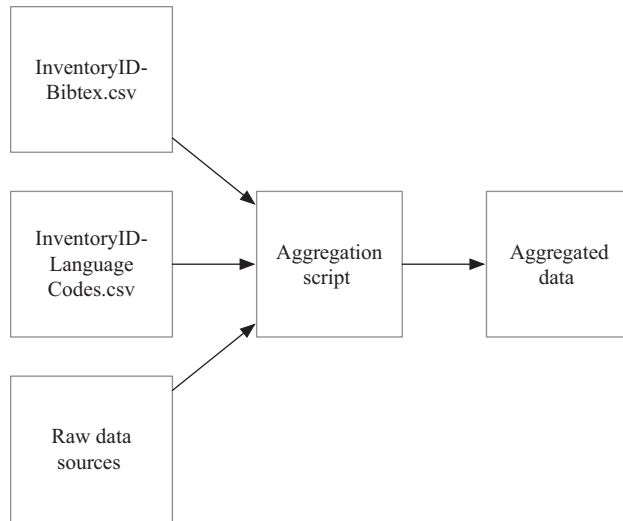 InventoryID-
Bibtex.csv
InventoryID-
Language
Codes.csv
Aggregation
script
Aggregated
data
Raw data
sources